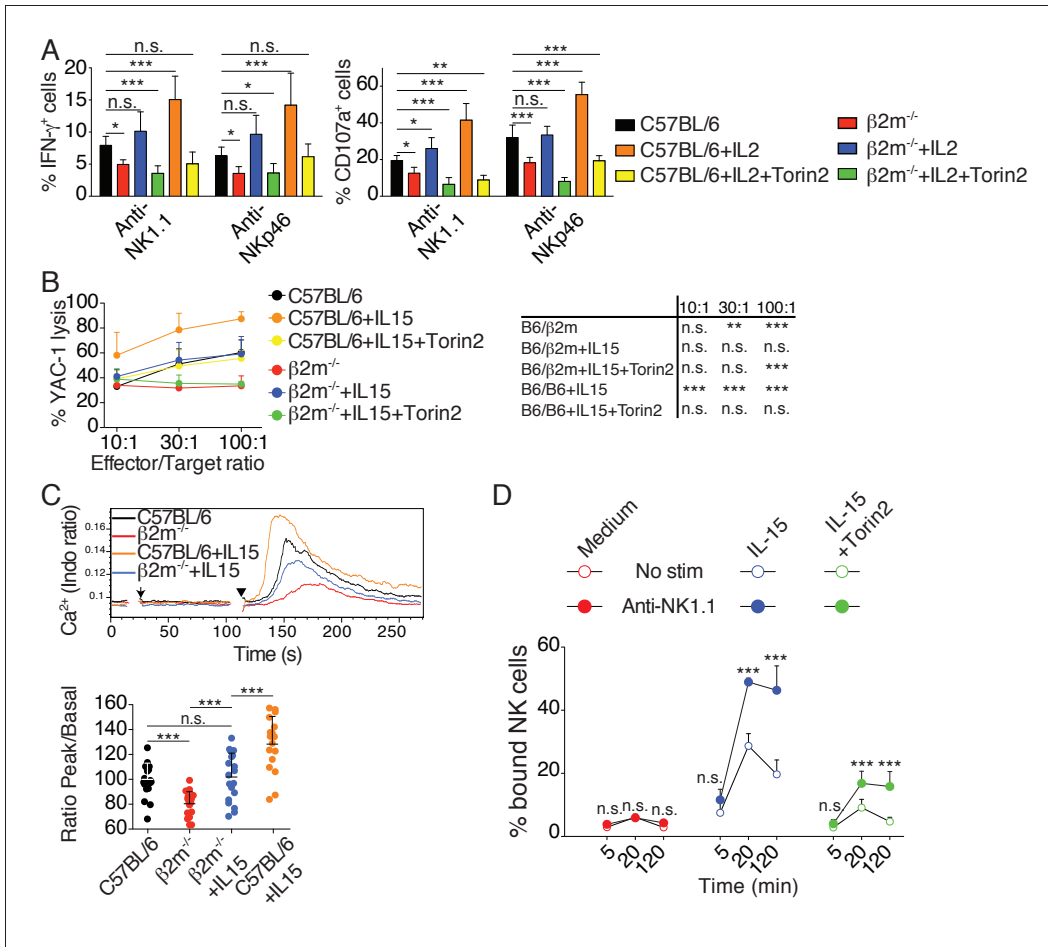 A
n.s.
***
***
n.s.
*
n.s.
***
*
n.s.
*
% IFN-γ+ cells
20
15
10
5
0
Anti-
NK1.1
Anti-
NKp46
**
***
***
*
*
***
***
***
n.s.
***
% CD107a+ cells
60
40
20
0
Anti-
NK1.1
Anti-
NKp46
C57BL/6
C57BL/6+IL2
C57BL/6+IL2+Torin2
β2m-/-
β2m-/-+IL2
β2m-/-+IL2+Torin2
B
% YAC-1 lysis
100
80
60
40
20
0
10:1 30:1 100:1
Effector/Target ratio
C57BL/6
C57BL/6+IL15
C57BL/6+IL15+Torin2
β2m-/-
β2m-/-+IL15
β2m-/-+IL15+Torin2
10:1 30:1 100:1
B6/β2m n.s. ** ***
B6/β2m+IL15 n.s. n.s. n.s.
B6/β2m+IL15+Torin2 n.s. n.s. ***
B6/B6+IL15 *** *** ***
B6/B6+IL15+Torin2 n.s. n.s. n.s.
C
Ca2+ (Indo ratio)
0.16
0.14
0.12
0.1
C57BL/6
β2m-/-
C57BL/6+IL15
β2m-/-+IL15
0 50 100 150 200 250
Time (s)
Ratio Peak/Basal
160
140
120
100
80
60
***
***
n.s.
***
C57BL/6
β2m-/-
β2m-/-
+IL15
C57BL/6
+IL15
D
Medium
IL-15
IL-15
+Torin2
No stim
Anti-NK1.1
% bound NK cells
60
40
20
0
n.s. n.s. n.s.
n.s. *** ***
n.s. *** ***
5 20 120 5 20 120 5 20 120
Time (min)